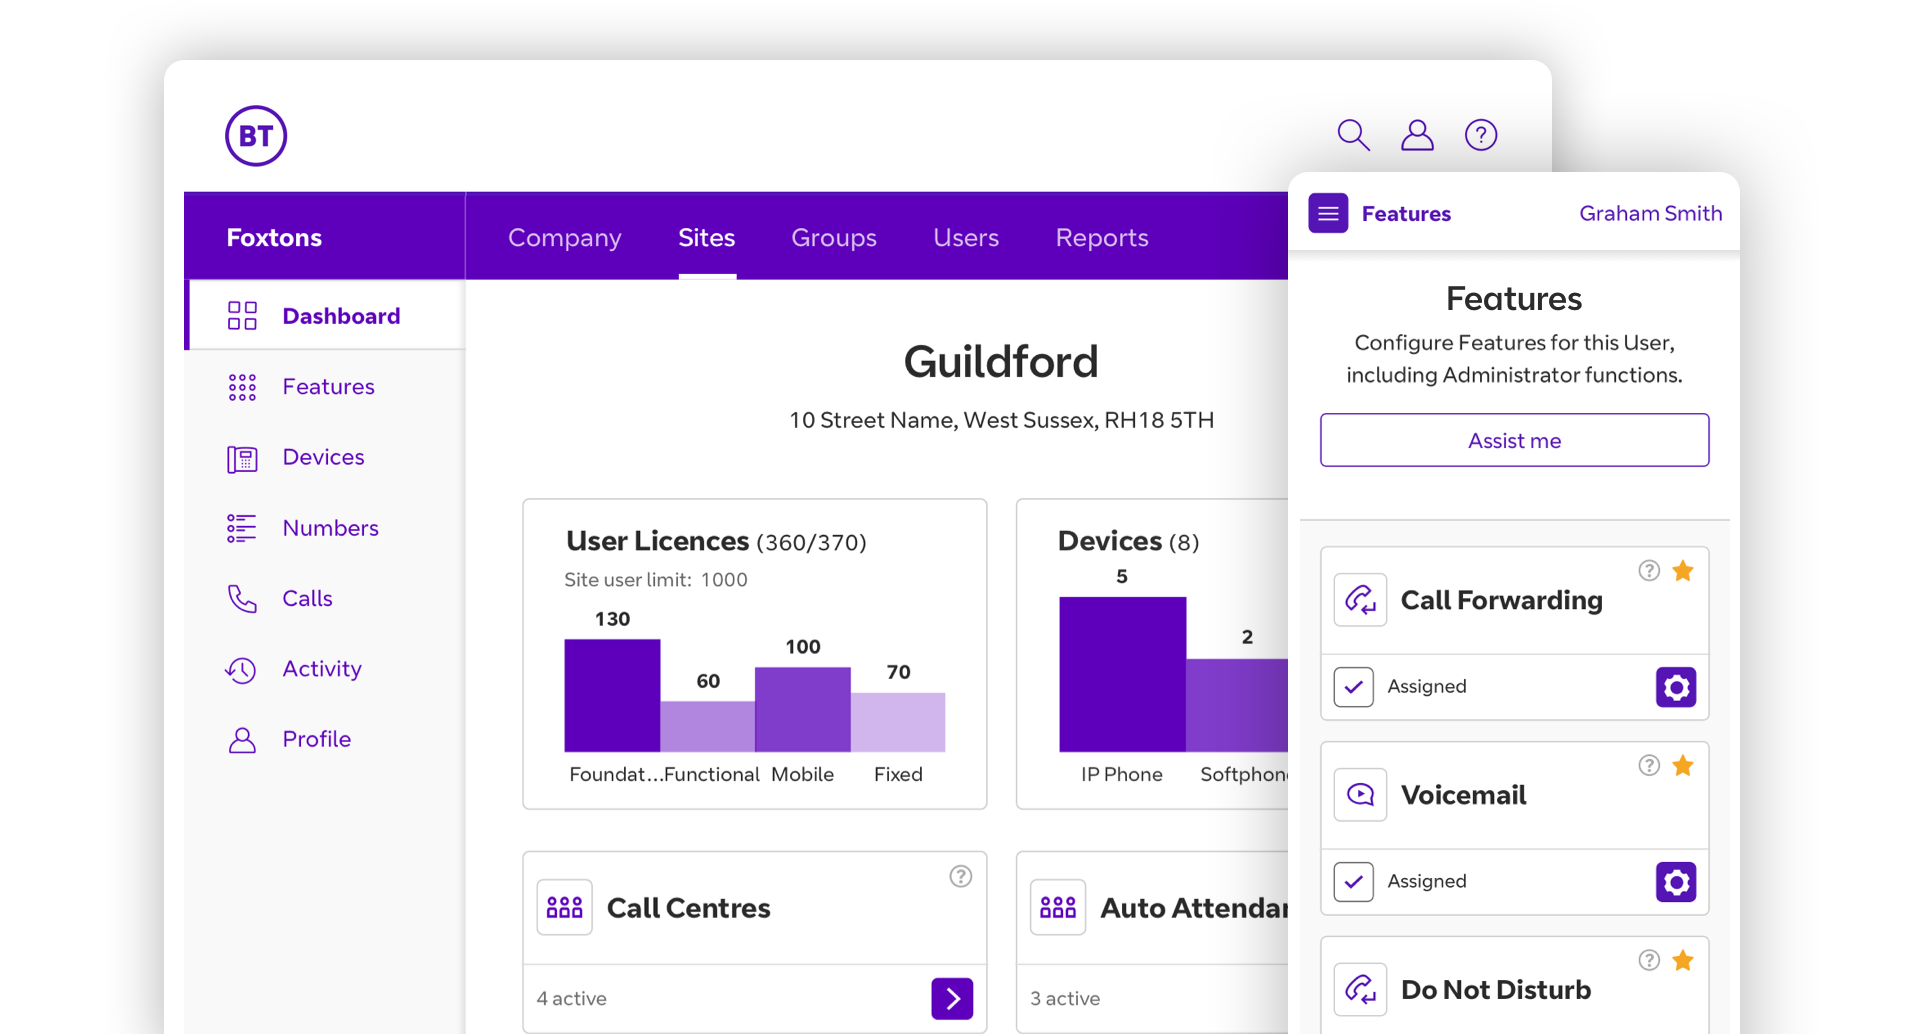 BT
?
Foxtons
Company Sites Groups Users Reports
Dashboard
Features
Devices
Numbers
Calls
Activity
Profile
Guildford
10 Street Name, West Sussex, RH18 5TH
User Licences (360/370)
Site user limit: 1000
130
60
100
70
Foundat... Functional Mobile Fixed
Devices (8)
5
2
IP Phone Softphon
?
Call Centres
4 active
Auto Attendan
3 active
Features Graham Smith
Features
Configure Features for this User,
including Administrator functions.
Assist me
?
Call Forwarding
Assigned
?
Voicemail
Assigned
?
Do Not Disturb